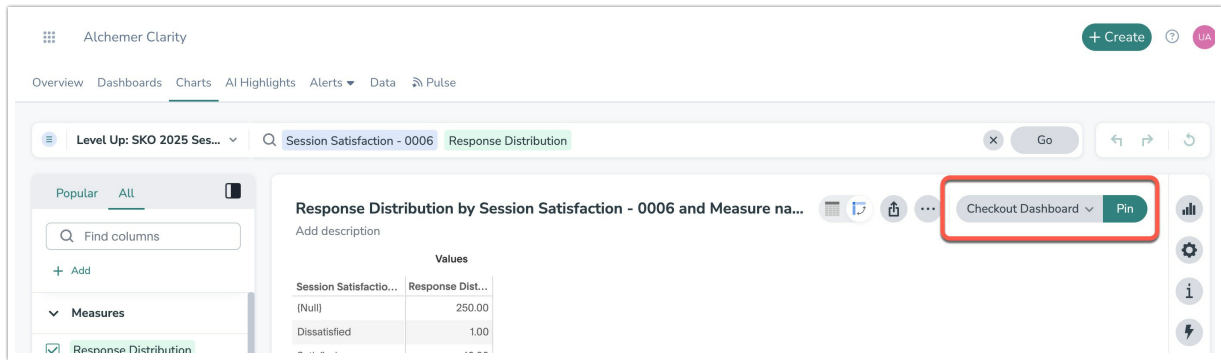 Alchemer Clarity
+ Create
?
UA
Overview Dashboards Charts AI Highlights Alerts Data Pulse
Level Up: SKO 2025 Ses... Session Satisfaction - 0006 Response Distribution Go
Popular All
Response Distribution by Session Satisfaction - 0006 and Measure na... Checkout Dashboard Pin
Add description
Find columns
+ Add
Values
Session Satisfactio... Response Dist...
{Null} 250.00
Dissatisfied 1.00
Measures
Response Distribution